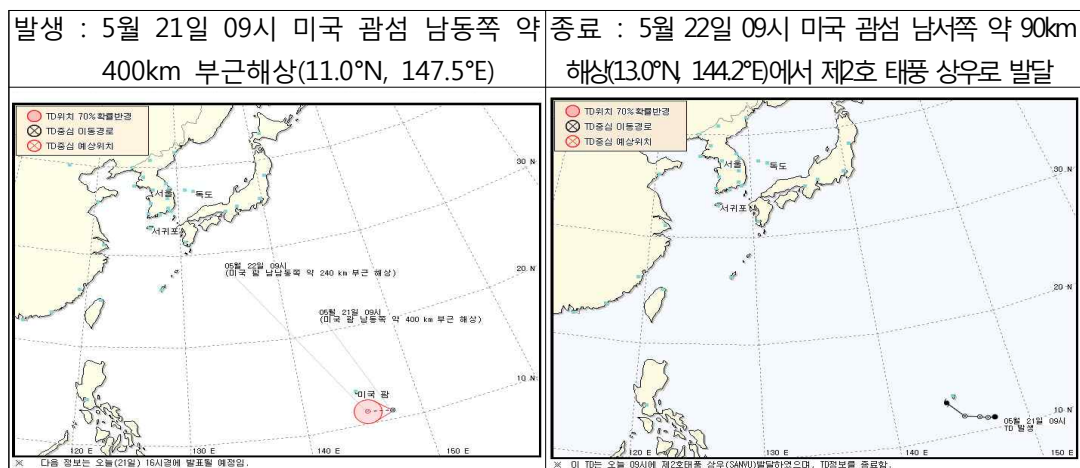 발생 : 5월 21일 09시 미국 괌섬 남동쪽 약
400km 부근해상(11.0°N, 147.5°E)
종료 : 5월 22일 09시 미국 괌섬 남서쪽 약 90km
해상(13.0°N, 144.2°E)에서 제2호 태풍 상우로 발달
TD위치 70%확률반경
TD중심 이동경로
TD중심 예상위치
30 N
서울
독도
서귀포
20 N
05월 22일 09시
(미국 괌 남남동쪽 약 240 km 부근 해상)
05월 21일 09시
(미국 괌 남동쪽 약 400 km 부근 해상)
미국 괌
10 N
120 E
130 E
140 E
150 E
※ 다음 정보는 오늘(21일) 16시경에 발표될 예정임.
TD위치 70%확률반경
TD중심 이동경로
TD중심 예상위치
30 N
서울
독도
서귀포
20 N
10 N
05월 21일 09시
TD 발생
120 E
130 E
140 E
150 E
※ 이 TD는 오늘 09시에 제2호태풍 상우(SANVU)발달하였으며, TD정보를 종료함.